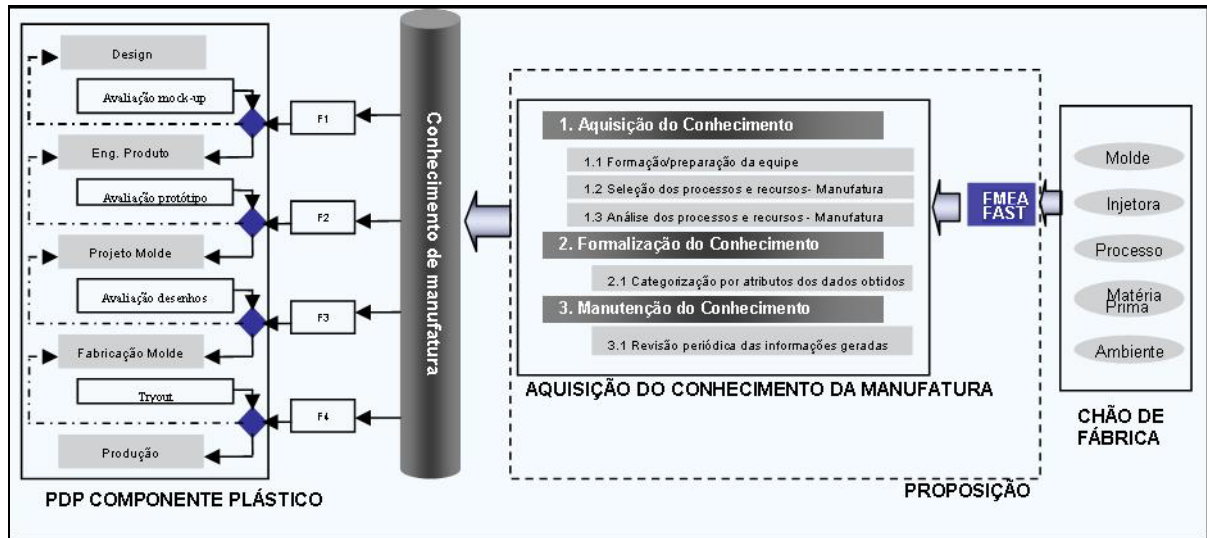 Design
Avaliação mock-up
Eng. Produto
Avaliação protótipo
Projeto Molde
Avaliação desenhos
Fabricação Molde
Tryout
Produção
PDP COMPONENTE PLÁSTICO
F1
F2
F3
F4
Conhecimento de manufatura
1. Aquisição do Conhecimento
1.1 Formação/preparação da equipe
1.2 Seleção dos processos e recursos- Manufatura
1.3 Análise dos processos e recursos - Manufatura
2. Formalização do Conhecimento
2.1 Categorização por atributos dos dados obtidos
3. Manutenção do Conhecimento
3.1 Revisão periódica das informações geradas
AQUISIÇÃO DO CONHECIMENTO DA MANUFATURA
PROPOSIÇÃO
FMEA
FAST
Molde
Injetora
Processo
Matéria
Prima
Ambiente
CHÃO DE
FÁBRICA